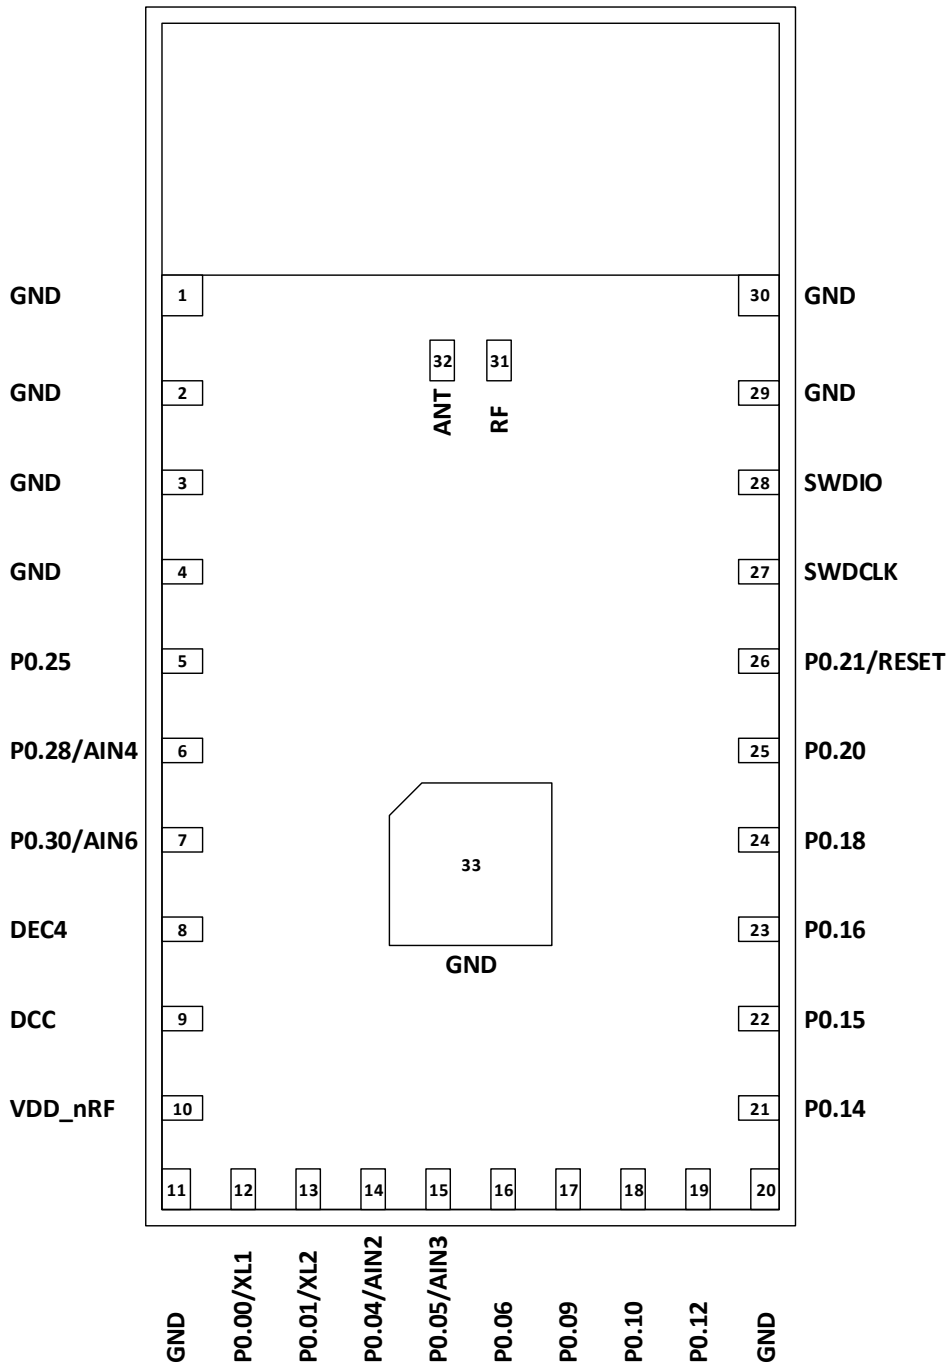 GND 1 30 GND
32 31
ANT RF
GND 2 29 GND
GND 3 28 SWDIO
GND 4 27 SWDCLK
P0.25 5 26 P0.21/RESET
P0.28/AIN4 6 25 P0.20
P0.30/AIN6 7 24 P0.18
33
DEC4 8 23 P0.16
GND
DCC 9 22 P0.15
VDD_nRF 10 21 P0.14
11 12 13 14 15 16 17 18 19 20
GND
P0.00/XL1
P0.01/XL2
P0.04/AIN2
P0.05/AIN3
P0.06
P0.09
P0.10
P0.12
GND